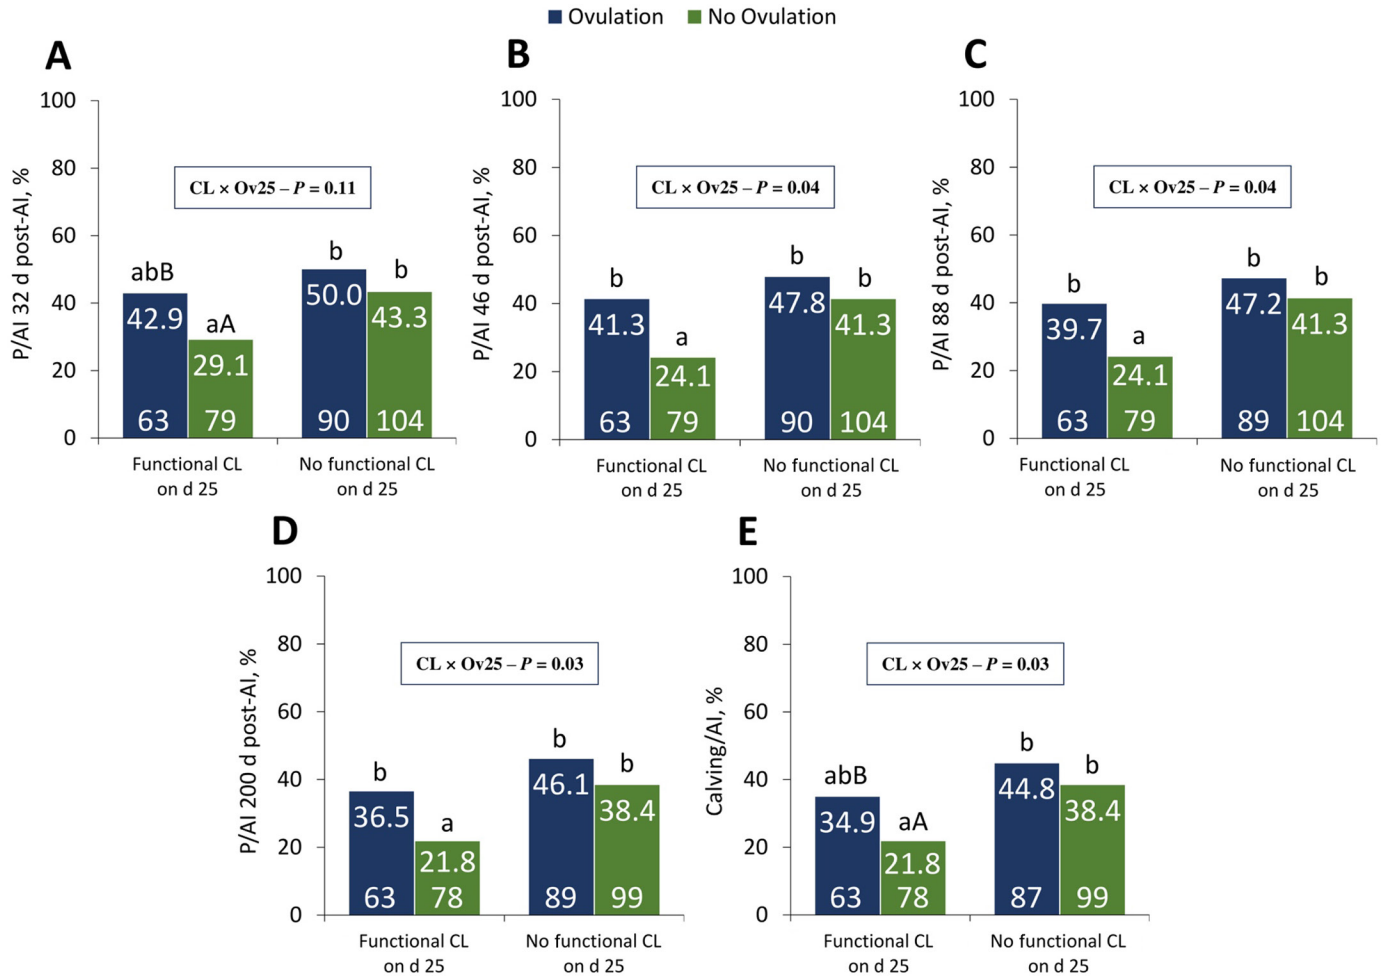 Ovulation No Ovulation
A
P/AI 32 d post-AI, %
100
80
60
40
20
0
CL × Ov25 – P = 0.11
abB
42.9
63
aA
29.1
79
b
50.0
90
b
43.3
104
Functional CL
on d 25
No functional CL
on d 25
B
P/AI 46 d post-AI, %
100
80
60
40
20
0
CL × Ov25 – P = 0.04
b
41.3
63
a
24.1
79
b
47.8
90
b
41.3
104
Functional CL
on d 25
No functional CL
on d 25
C
P/AI 88 d post-AI, %
100
80
60
40
20
0
CL × Ov25 – P = 0.04
b
39.7
63
a
24.1
79
b
47.2
89
b
41.3
104
Functional CL
on d 25
No functional CL
on d 25
D
P/AI 200 d post-AI, %
100
80
60
40
20
0
CL × Ov25 – P = 0.03
b
36.5
63
a
21.8
78
b
46.1
89
b
38.4
99
Functional CL
on d 25
No functional CL
on d 25
E
Calving/AI, %
100
80
60
40
20
0
CL × Ov25 – P = 0.03
abB
34.9
63
aA
21.8
78
b
44.8
87
b
38.4
99
Functional CL
on d 25
No functional CL
on d 25